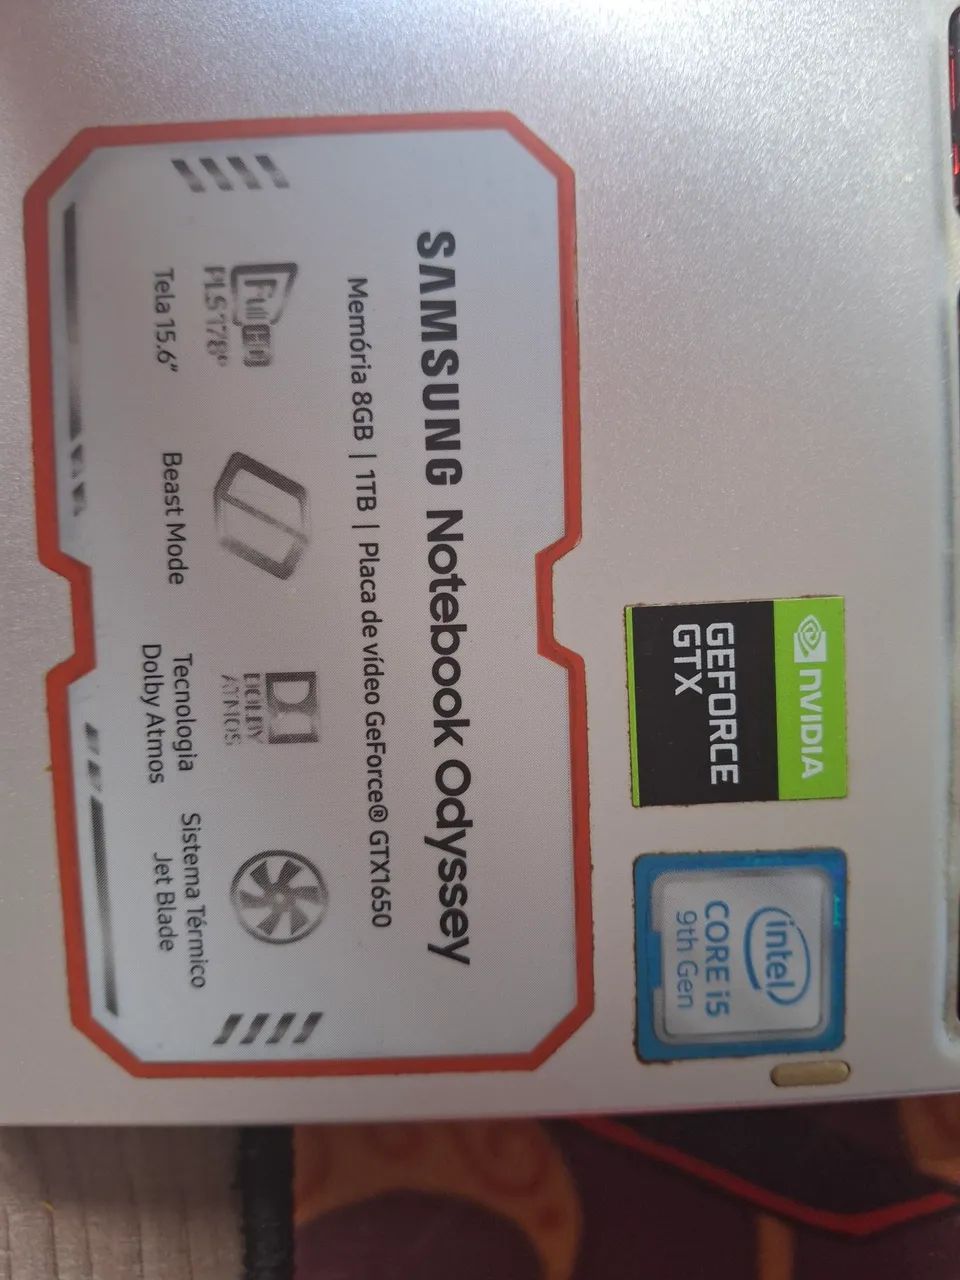 SAMSUNG Notebook Odyssey
Memória 8GB | 1TB | Placa de vídeo GeForce® GTX1650
Full HD
PLS 178°
Tela 15.6"
Beast Mode
DOLBY
ATMOS
Tecnologia
Dolby Atmos
Sistema Térmico
Jet Blade
NVIDIA
GEFORCE
GTX
intel
CORE i5
9th Gen